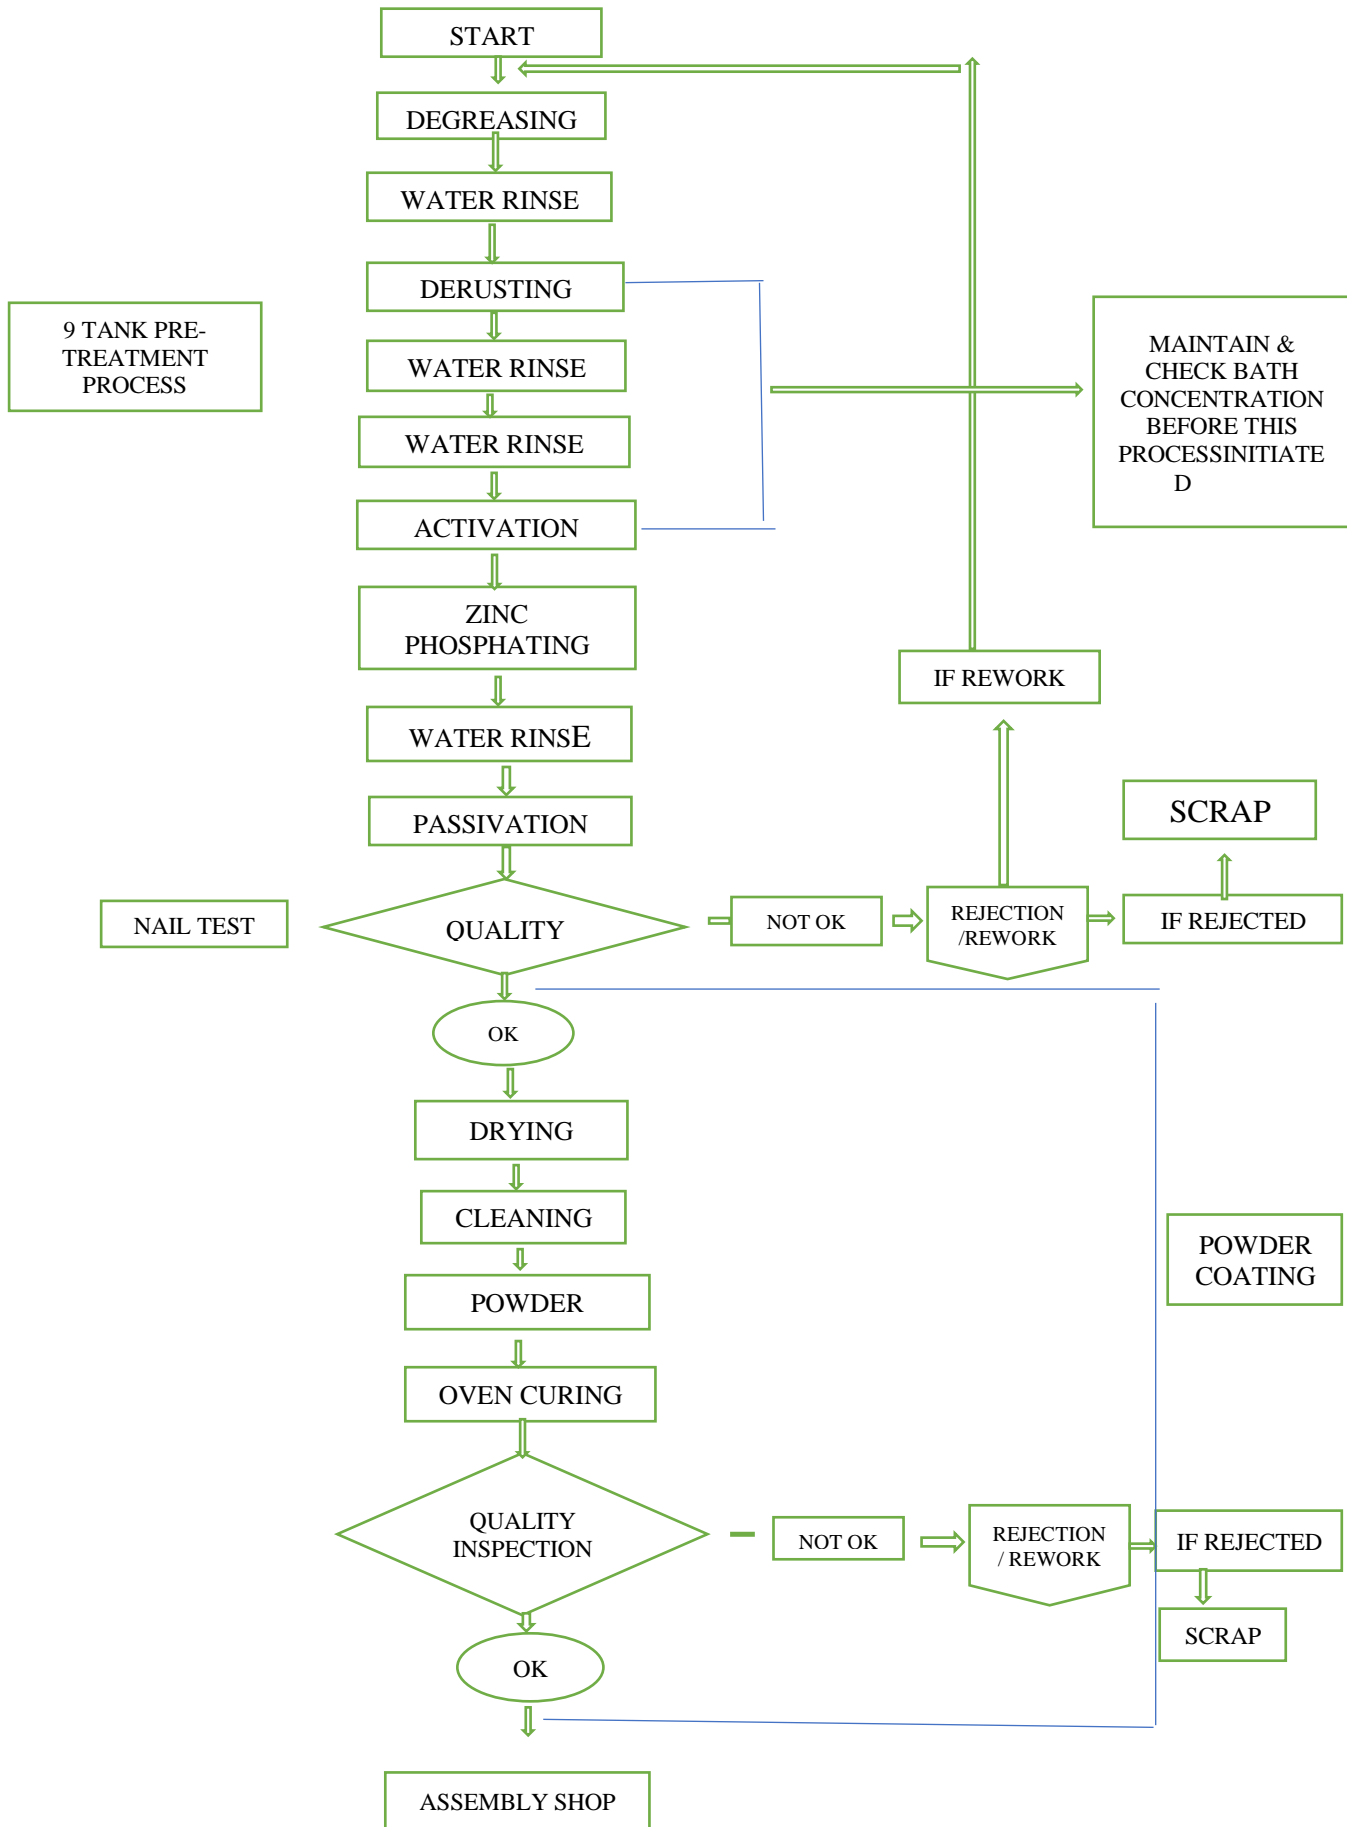 START
DEGREASING
WATER RINSE
DERUSTING
9 TANK PRE-
TREATMENT
PROCESS
MAINTAIN &
CHECK BATH
CONCENTRATION
BEFORE THIS
PROCESSINITIATE
D
WATER RINSE
WATER RINSE
ACTIVATION
ZINC
PHOSPHATING
IF REWORK
WATER RINSE
PASSIVATION
SCRAP
NAIL TEST
QUALITY
NOT OK
REJECTION
/REWORK
IF REJECTED
OK
DRYING
CLEANING
POWDER
COATING
POWDER
OVEN CURING
QUALITY
INSPECTION
NOT OK
REJECTION
/ REWORK
IF REJECTED
SCRAP
OK
ASSEMBLY SHOP